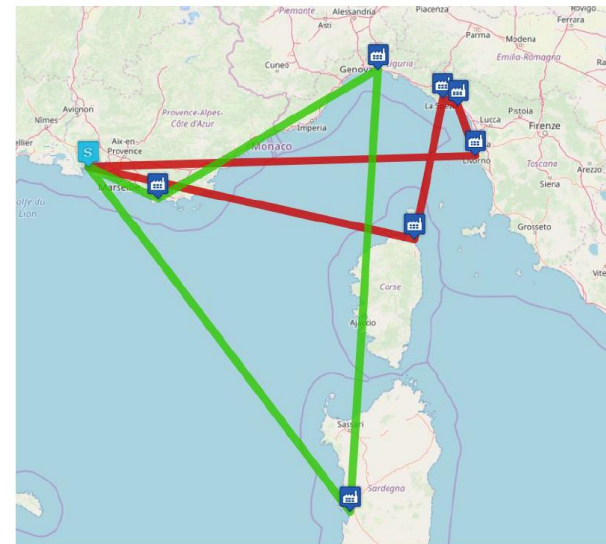 Piemonte
Alessandria
Piacenza
Rovigo
Ferrara
Asti
Parma
Modena
Cuneo
Genov
Liguria
Emilia-Romagna
Avignon
La S
Pistoia
Nîmes
Provence-Alpes-
Côte d'Azur
Imperia
Lucca
Firenze
S
Aix-en
Provence
Monaco
Livorno
Toscana
Arezzo
Marseille
Siena
Golfe du
Lion
Grosseto
Viter
Corse
Ajaccio
Sassari
Sardegna